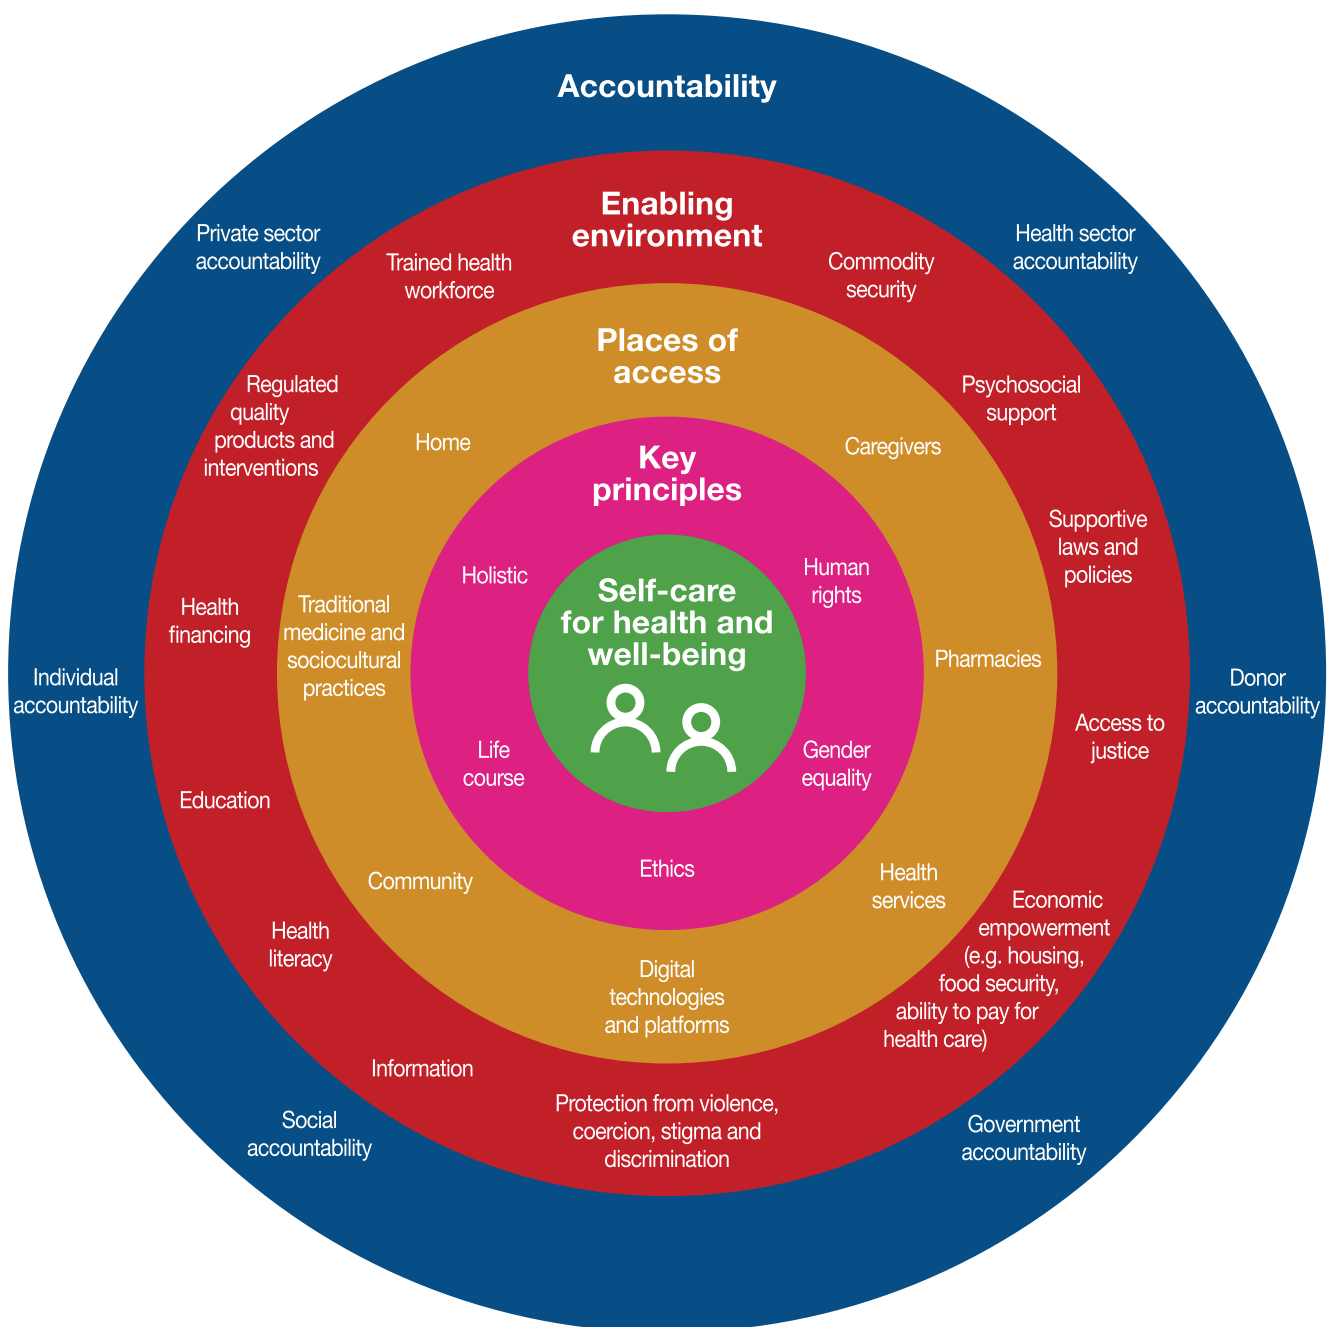 Accountability
Private sector
accountability
Health sector
accountability
Donor
accountability
Government
accountability
Social
accountability
Individual
accountability
Enabling
environment
Trained health
workforce
Commodity
security
Psychosocial
support
Supportive
laws and
policies
Access to
justice
Economic
empowerment
(e.g. housing,
food security,
ability to pay for
health care)
Protection from violence,
coercion, stigma and
discrimination
Information
Health
literacy
Education
Health
financing
Regulated
quality
products and
interventions
Places of
access
Home
Caregivers
Pharmacies
Health
services
Digital
technologies
and platforms
Community
Traditional
medicine and
sociocultural
practices
Key
principles
Holistic
Human
rights
Gender
equality
Ethics
Life
course
Self-care
for health and
well-being